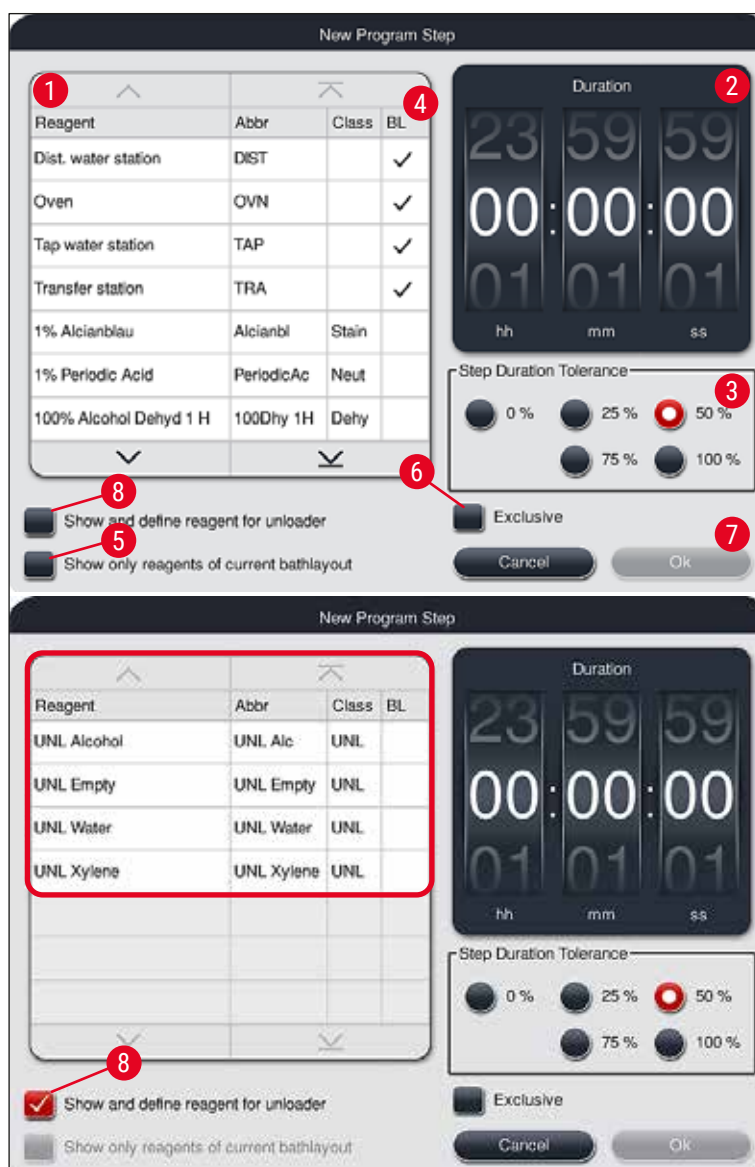 New Program Step
1
4
Reagent Abbr Class BL
Dist. water station DIST
Oven OVN
Tap water station TAP
Transfer station TRA
1% Alcianblau Alcianbl Stain
1% Periodic Acid PeriodicAc Neut
100% Alcohol Dehyd 1 H 100Dhy 1H Dehy
8
Show and define reagent for unloader
5
Show only reagents of current bathlayout
Duration
2
23 59 59
00:00:00
01 01 01
hh mm ss
Step Duration Tolerance
3
0 % 25 % 50 %
75 % 100 %
6
Exclusive
7
Cancel Ok
New Program Step
Reagent Abbr Class BL
UNL Alcohol UNL Alc UNL
UNL Empty UNL Empty UNL
UNL Water UNL Water UNL
UNL Xylene UNL Xylene UNL
8
Show and define reagent for unloader
Show only reagents of current bathlayout
Duration
23 59 59
00:00:00
01 01 01
hh mm ss
Step Duration Tolerance
0 % 25 % 50 %
75 % 100 %
Exclusive
Cancel Ok